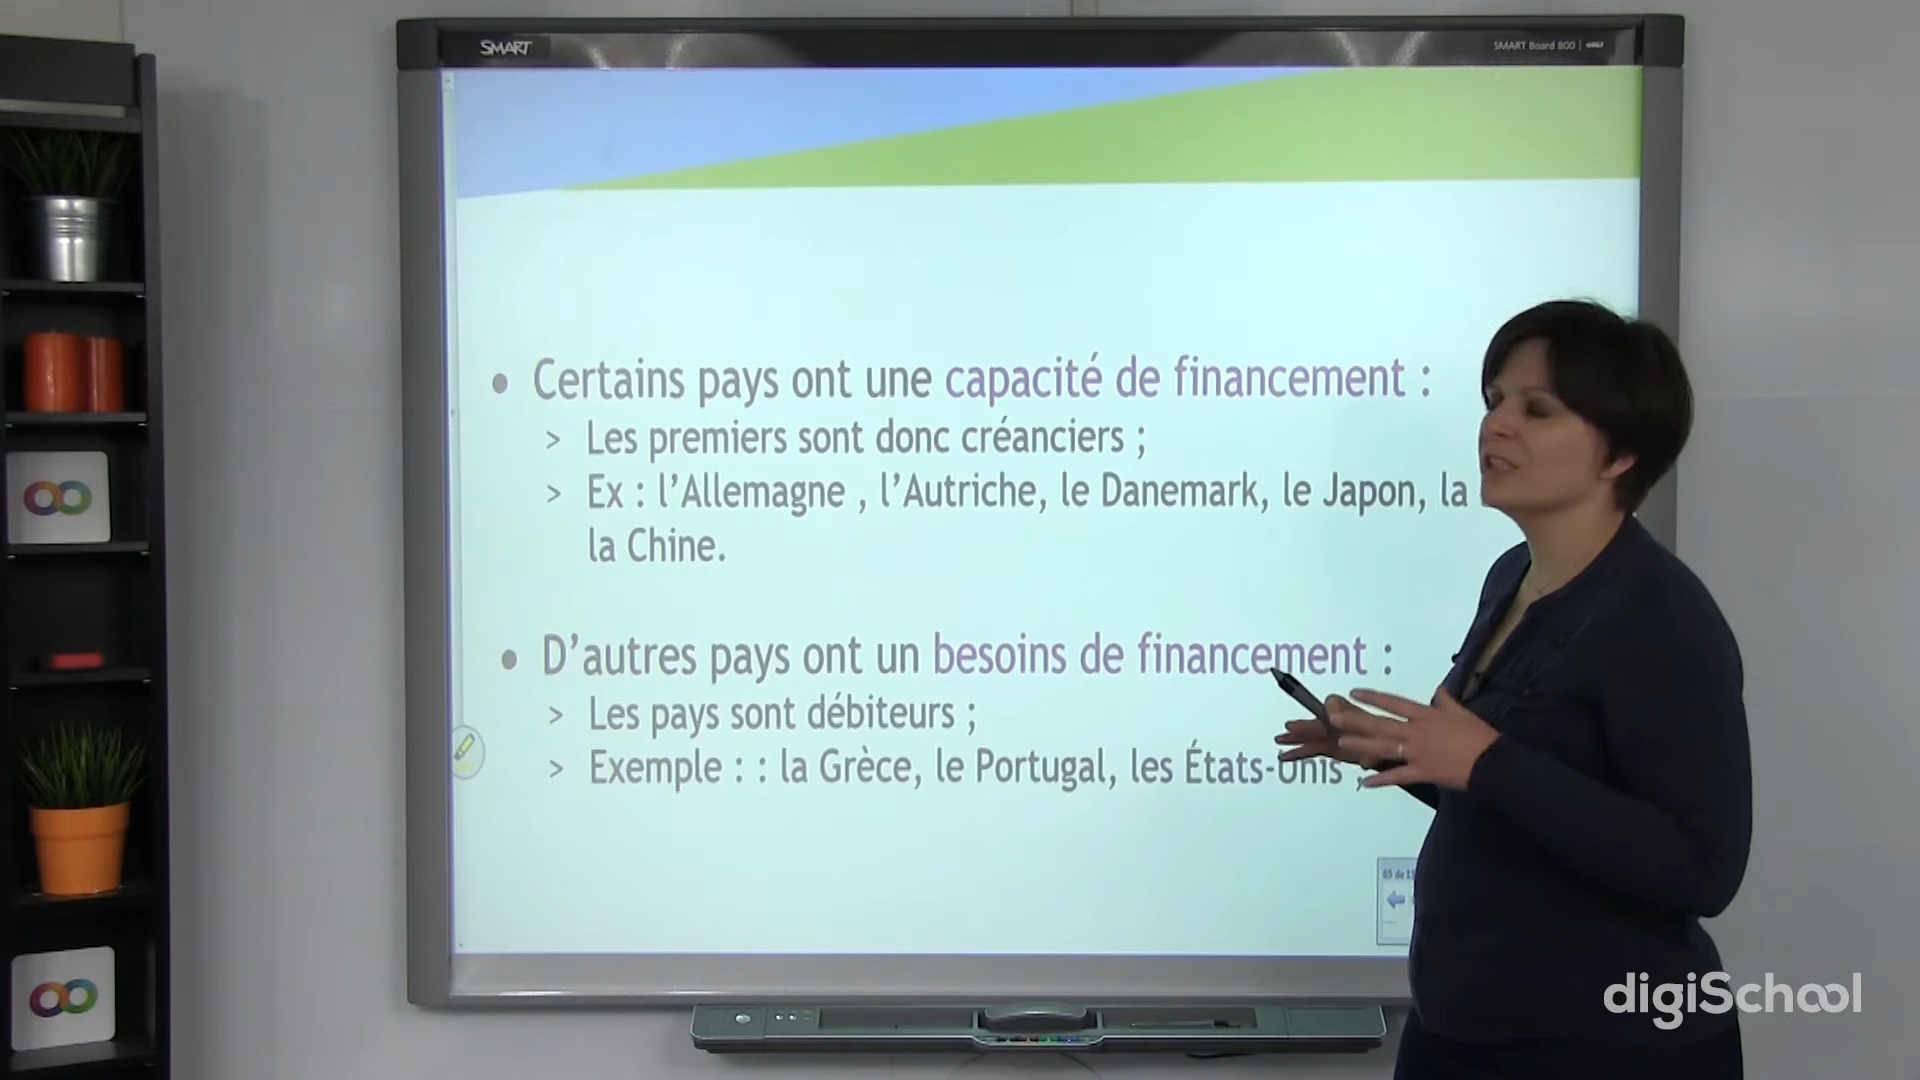 SMART
SMART Board 800
• Certains pays ont une capacité de financement :
> Les premiers sont donc créanciers ;
> Ex : l'Allemagne , l'Autriche, le Danemark, le Japon, la
la Chine.
• D'autres pays ont un besoins de financement :
> Les pays sont débiteurs ;
> Exemple : : la Grèce, le Portugal, les États-Unis ;
65 de
digiSchool